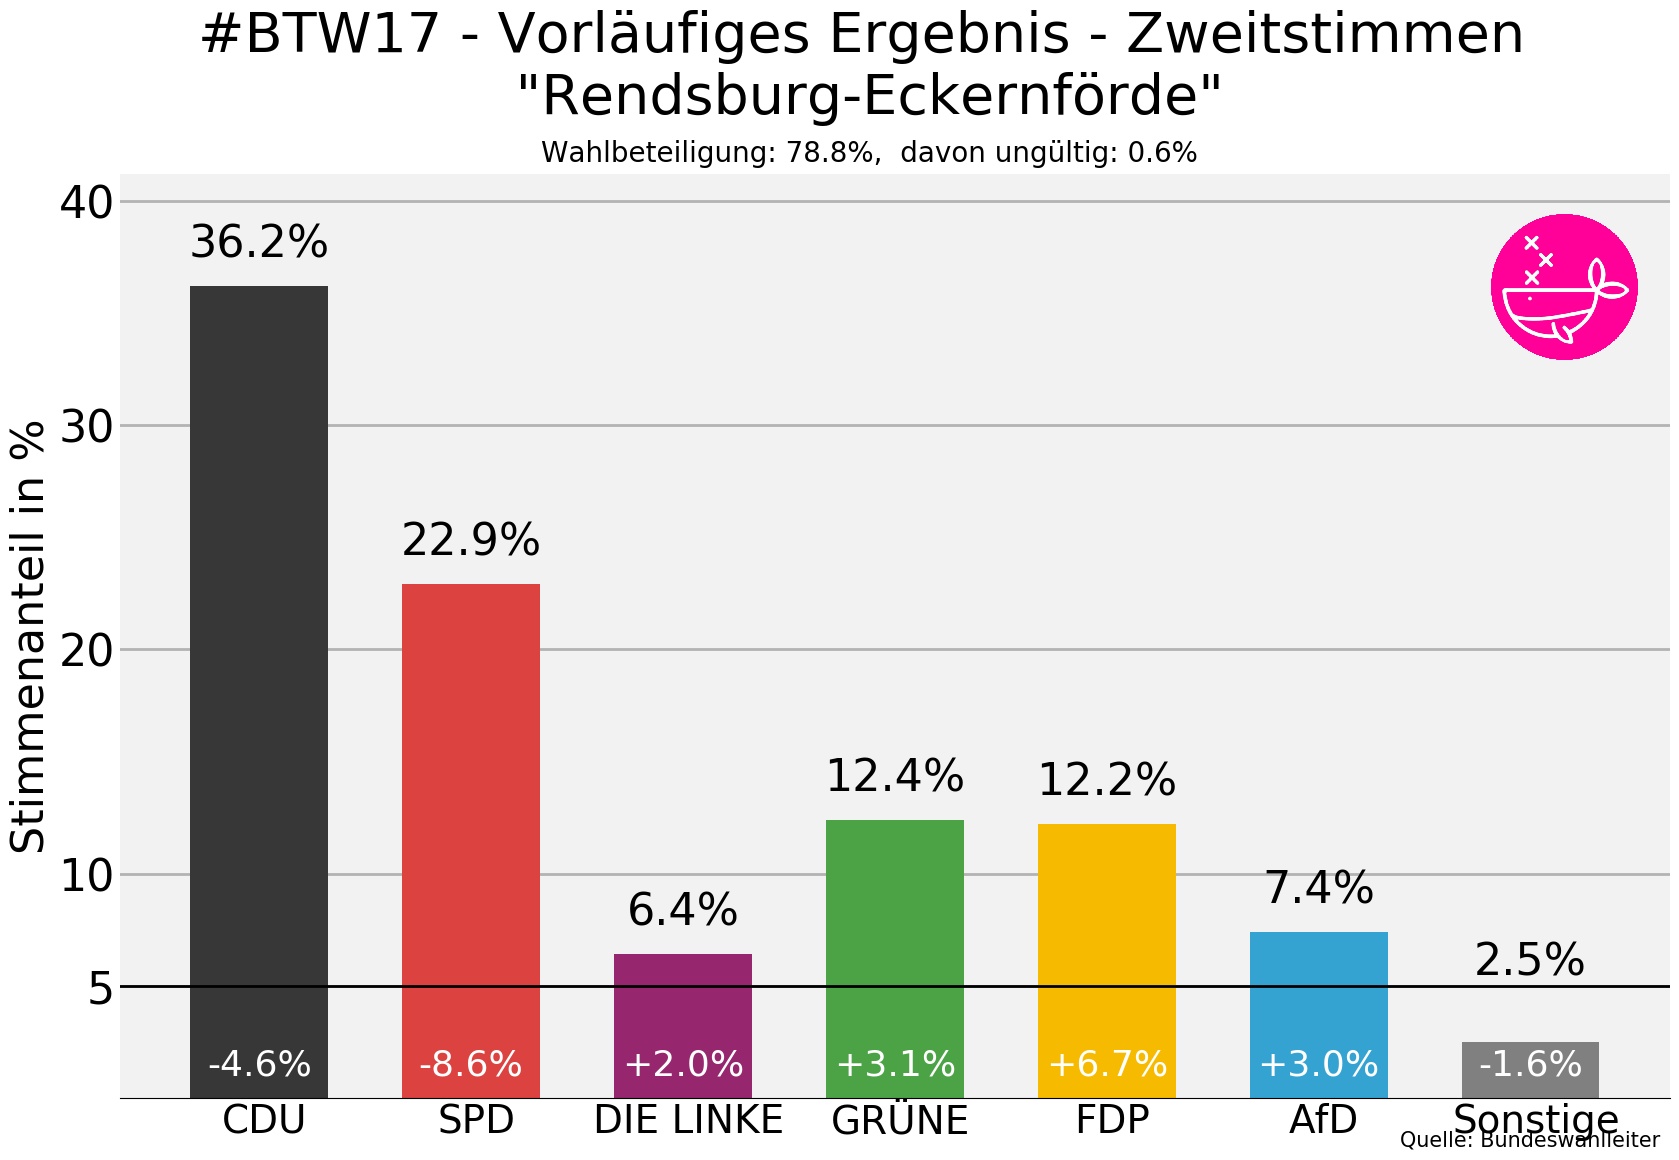 #BTW17 - Vorläufiges Ergebnis - Zweitstimmen
"Rendsburg-Eckernförde"
Wahlbeteiligung: 78.8%, davon ungültig: 0.6%
Stimmenanteil in %
40
30
20
10
5
36.2%
22.9%
6.4%
12.4%
12.2%
7.4%
2.5%
-4.6%
-8.6%
+2.0%
+3.1%
+6.7%
+3.0%
-1.6%
CDU
SPD
DIE LINKE
GRÜNE
FDP
AfD
Sonstige
Quelle: Bundeswahlleiter